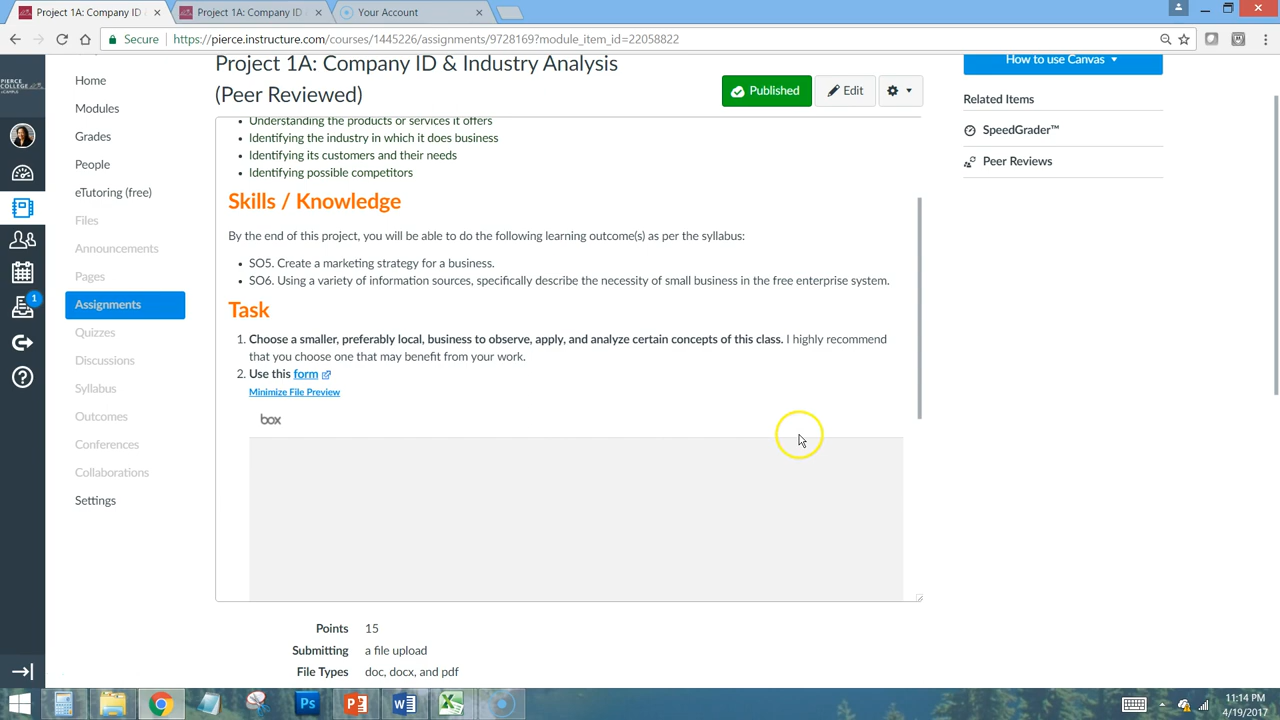 Project 1A: Company ID &
Project 1A: Company ID
Your Account
Secure
https://pierce.instructure.com/courses/1445226/assignments/9728169?module_item_id=22058822
PIERCE COLLEGE
Home
Modules
Grades
People
eTutoring (free)
Files
Announcements
Pages
Assignments
Quizzes
Discussions
Syllabus
Outcomes
Conferences
Collaborations
Settings
1
Project 1A: Company ID & Industry Analysis
(Peer Reviewed)
Published
Edit
How to use Canvas
Related Items
SpeedGrader™
Peer Reviews
Understanding the products or services it offers
Identifying the industry in which it does business
Identifying its customers and their needs
Identifying possible competitors
Skills / Knowledge
By the end of this project, you will be able to do the following learning outcome(s) as per the syllabus:
SO5. Create a marketing strategy for a business.
SO6. Using a variety of information sources, specifically describe the necessity of small business in the free enterprise system.
Task
1. Choose a smaller, preferably local, business to observe, apply, and analyze certain concepts of this class. I highly recommend
that you choose one that may benefit from your work.
2. Use this form
Minimize File Preview
box
Points 15
Submitting a file upload
File Types doc, docx, and pdf
11:14 PM
4/19/2017